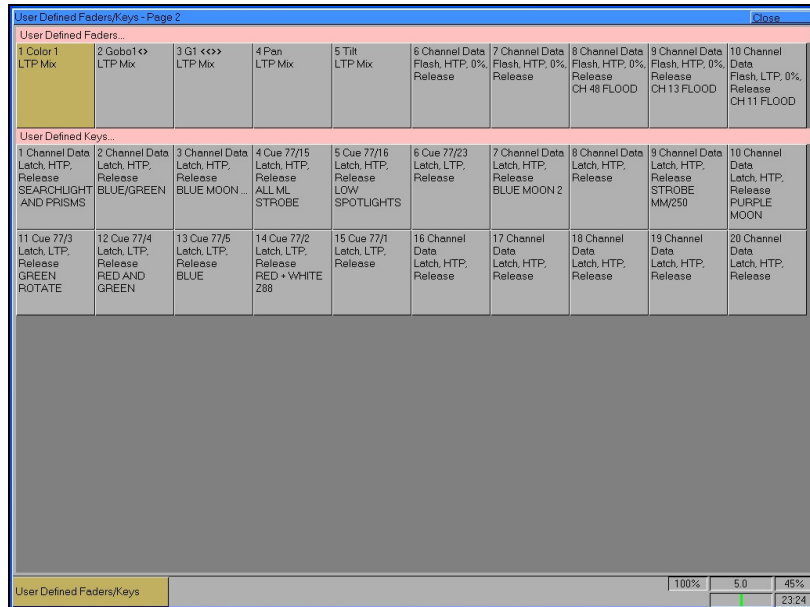 User Defined Faders/Keys - Page 2
Close
User Defined Faders...
1 Color 1
LTP Mix
2 Gobo1<>
LTP Mix
3 G1 <<>>
LTP Mix
4 Pan
LTP Mix
5 Tilt
LTP Mix
6 Channel Data
Flash, HTP, 0%,
Release
7 Channel Data
Flash, HTP, 0%,
Release
8 Channel Data
Flash, HTP, 0%,
Release
CH 48 FLOOD
9 Channel Data
Flash, HTP, 0%,
Release
CH 13 FLOOD
10 Channel
Data
Flash, LTP, 0%,
Release
CH 11 FLOOD
User Defined Keys...
1 Channel Data
Latch, HTP,
Release
SEARCHLIGHT
AND PRISMS
2 Channel Data
Latch, HTP,
Release
BLUE/GREEN
3 Channel Data
Latch, HTP,
Release
BLUE MOON ...
4 Cue 77/15
Latch, HTP,
Release
ALL ML
STROBE
5 Cue 77/16
Latch, HTP,
Release
LOW
SPOTLIGHTS
6 Cue 77/23
Latch, LTP,
Release
7 Channel Data
Latch, HTP,
Release
BLUE MOON 2
8 Channel Data
Latch, HTP,
Release
9 Channel Data
Latch, HTP,
Release
STROBE
MM/250
10 Channel
Data
Latch, HTP,
Release
PURPLE
MOON
11 Cue 77/3
Latch, LTP,
Release
GREEN
ROTATE
12 Cue 77/4
Latch, LTP,
Release
RED AND
GREEN
13 Cue 77/5
Latch, LTP,
Release
BLUE
14 Cue 77/2
Latch, LTP,
Release
RED + WHITE
Z88
15 Cue 77/1
Latch, LTP,
Release
16 Channel
Data
Latch, HTP,
Release
17 Channel
Data
Latch, HTP,
Release
18 Channel
Data
Latch, HTP,
Release
19 Channel
Data
Latch, HTP,
Release
20 Channel
Data
Latch, HTP,
Release
User Defined Faders/Keys
100%
5.0
45%
23:24